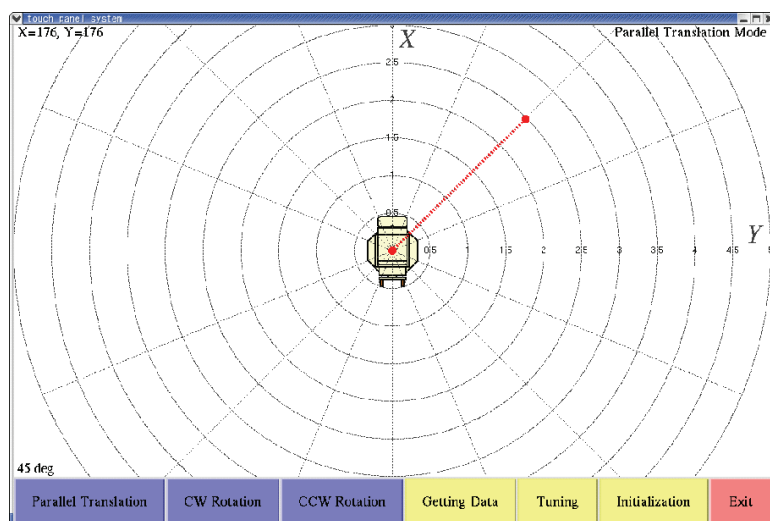 touch panel system
X=176, Y=176
X
Parallel Translation Mode
2.5
2
1.5
1
0.5
0.5 1 1.5 2 2.5 3 3.5 4 4.5
Y
45 deg
Parallel Translation CW Rotation CCW Rotation Getting Data Tuning Initialization Exit